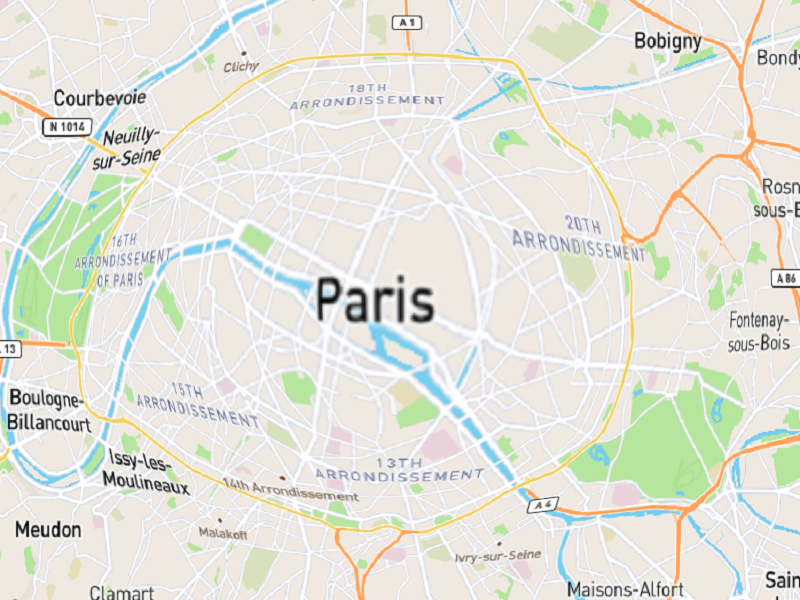 A 1
Bobigny
Bondy
Clichy
18TH
ARRONDISSEMENT
Courbevoie
N 1014
Neuilly-
sur-Seine
Rosn
sous-B
20TH
ARRONDISSEMENT
16TH
ARRONDISSEMENT
OF PARIS
A 86
Paris
Fontenay-
sous-Bois
13
15TH
ARRONDISSEMENT
Boulogne-
Billancourt
Issy-les-
Moulineaux
13TH
ARRONDISSEMENT
14th Arrondissement
A 4
Meudon
Malakoff
Ivry-sur-Seine
Clamart
Maisons-Alfort
Sain